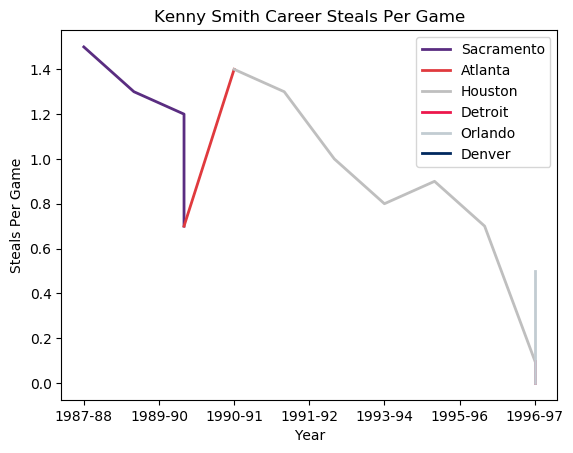 Kenny Smith Career Steals Per Game
Sacramento
Atlanta
Houston
Detroit
Orlando
Denver
Steals Per Game
1.4
1.2
1.0
0.8
0.6
0.4
0.2
0.0
1987-88 1989-90 1990-91 1991-92 1993-94 1995-96 1996-97
Year